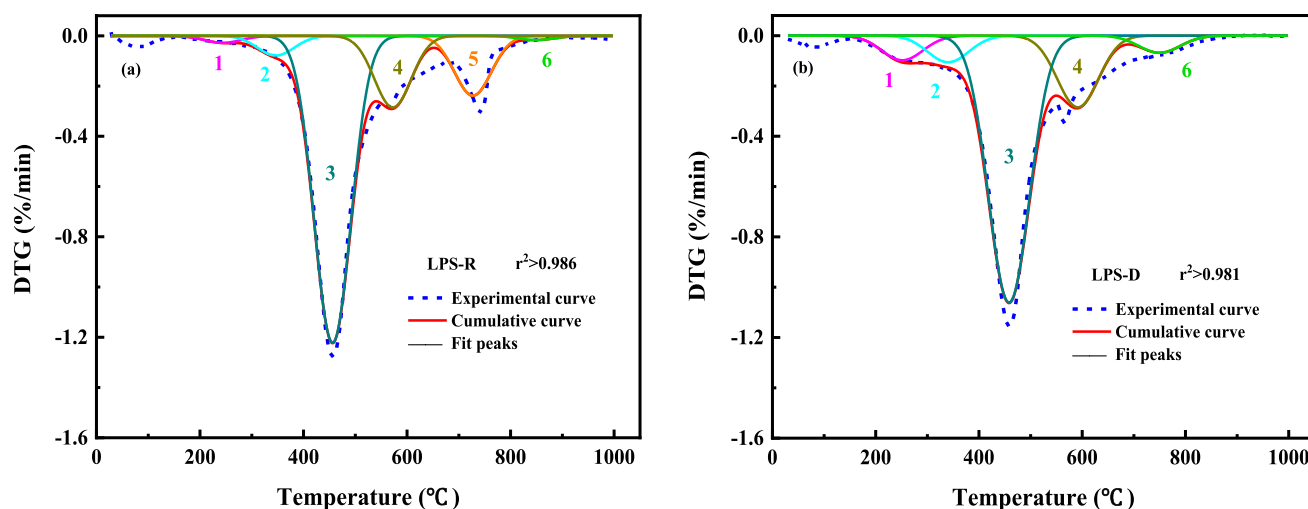 0.0
-0.4
-0.8
-1.2
-1.6
DTG (%/min)
(a)
1
2
3
4
5
6
LPS-R r²>0.986
Experimental curve
Cumulative curve
Fit peaks
0 200 400 600 800 1000
Temperature (℃)
0.0
-0.4
-0.8
-1.2
-1.6
DTG (%/min)
(b)
1
2
3
4
6
LPS-D r²>0.981
Experimental curve
Cumulative curve
Fit peaks
0 200 400 600 800 1000
Temperature (℃)